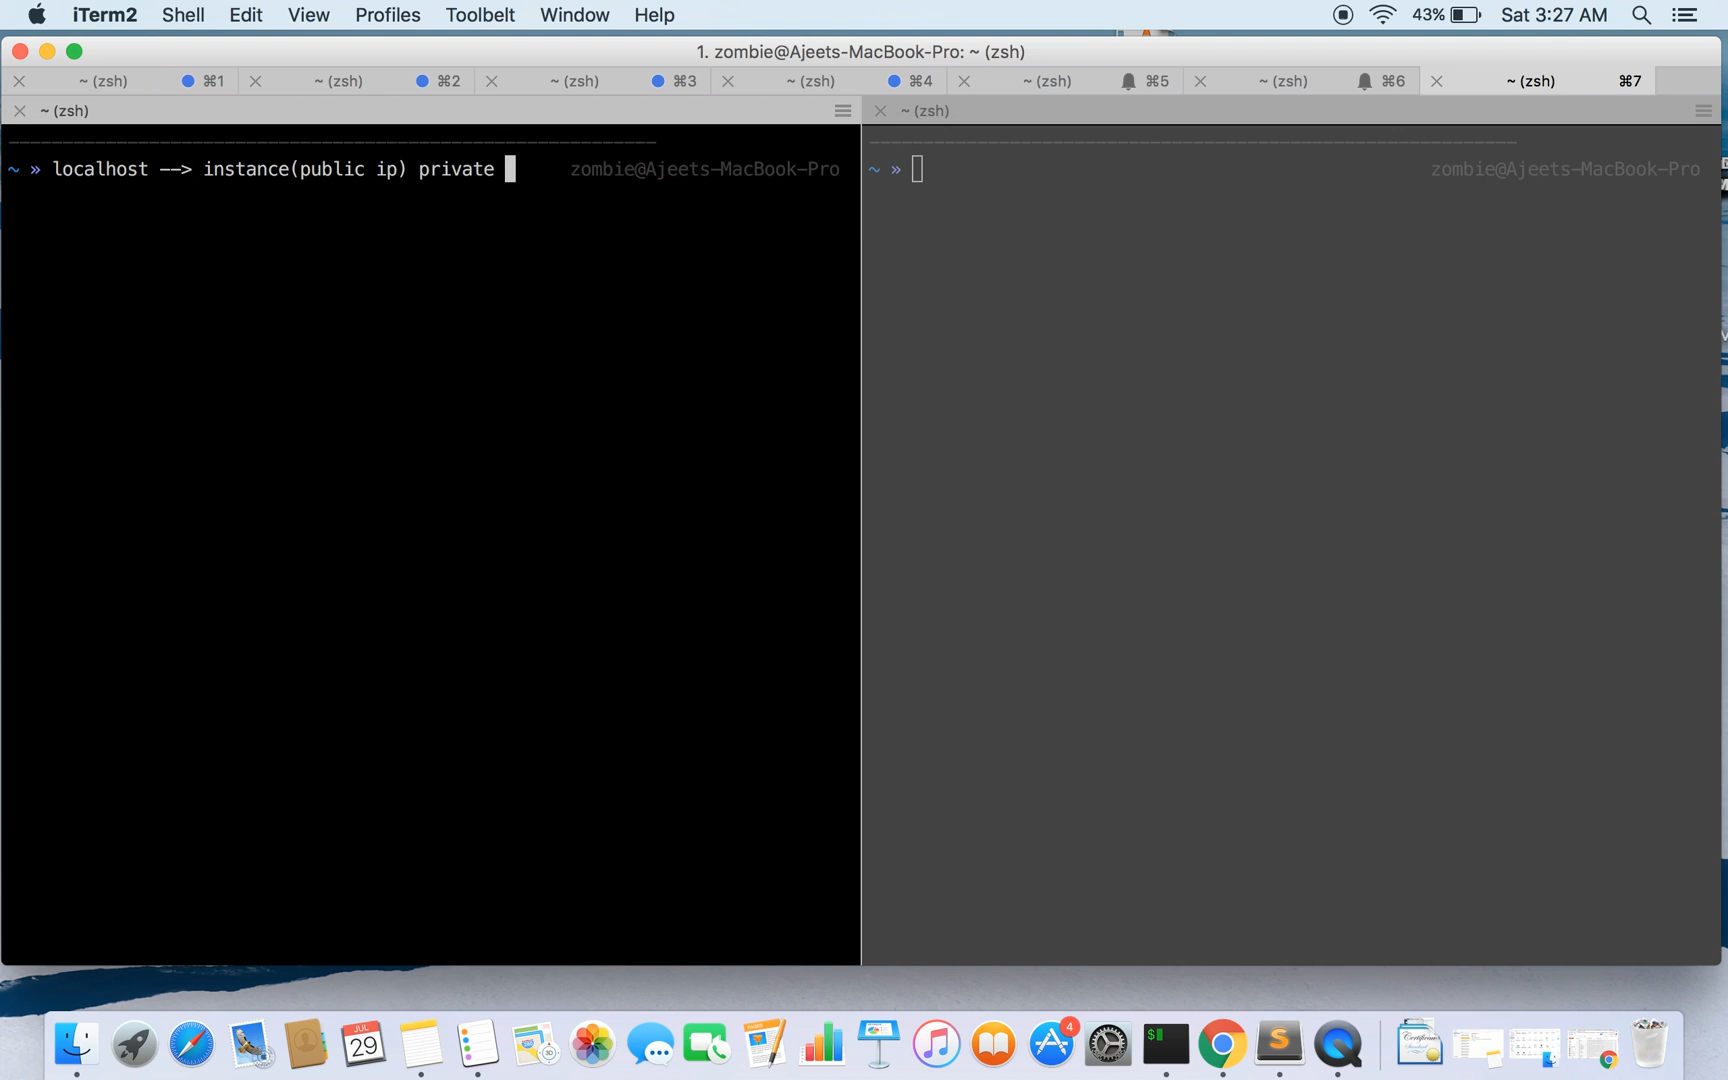 iTerm2 Shell Edit View Profiles Toolbelt Window Help 43% Sat 3:27 AM
1. zombie@Ajeets-MacBook-Pro: ~ (zsh)
~ (zsh) ⌘1 ~ (zsh) ⌘2 ~ (zsh) ⌘3 ~ (zsh) ⌘4 ~ (zsh) ⌘5 ~ (zsh) ⌘6 ~ (zsh) ⌘7
~ (zsh) ~ (zsh)
~ » localhost --> instance(public ip) private zombie@Ajeets-MacBook-Pro
~ » zombie@Ajeets-MacBook-Pro
JUL
29
4